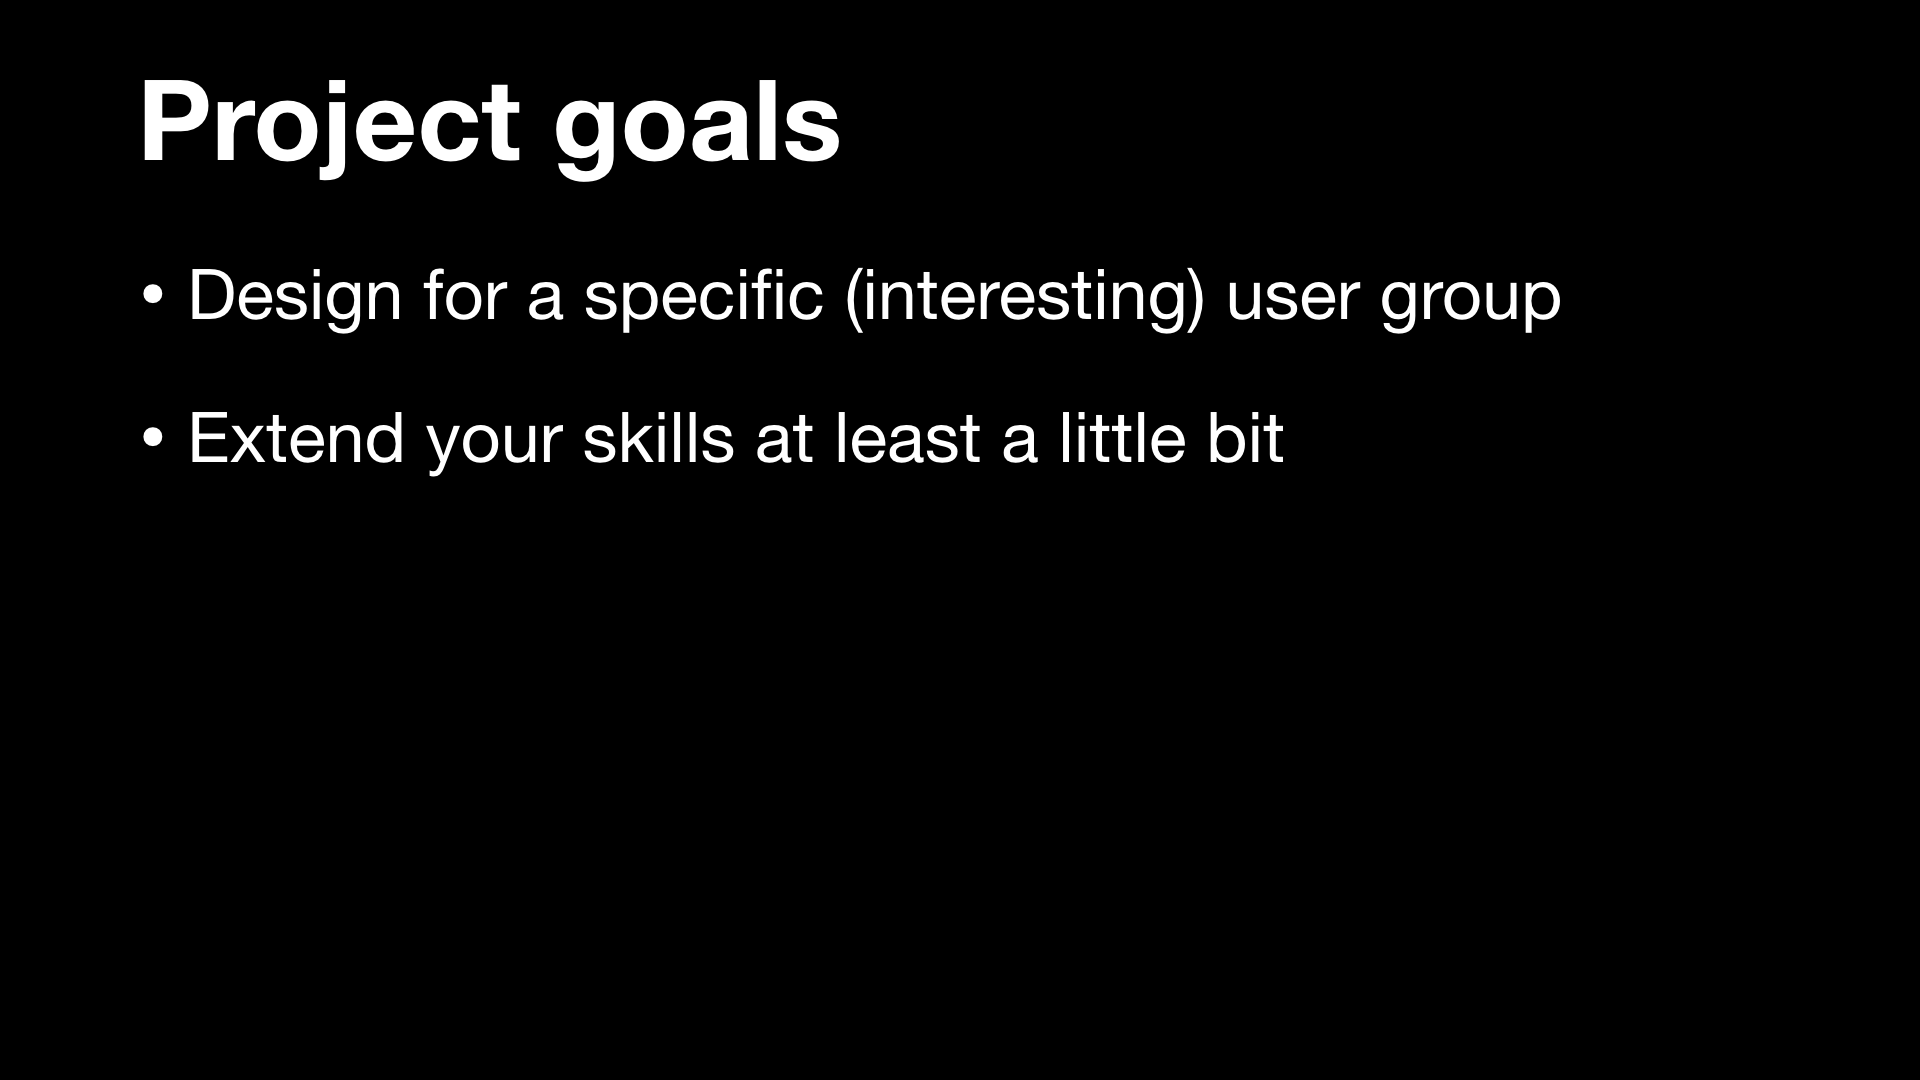 Project goals
• Design for a specific (interesting) user group
• Extend your skills at least a little bit